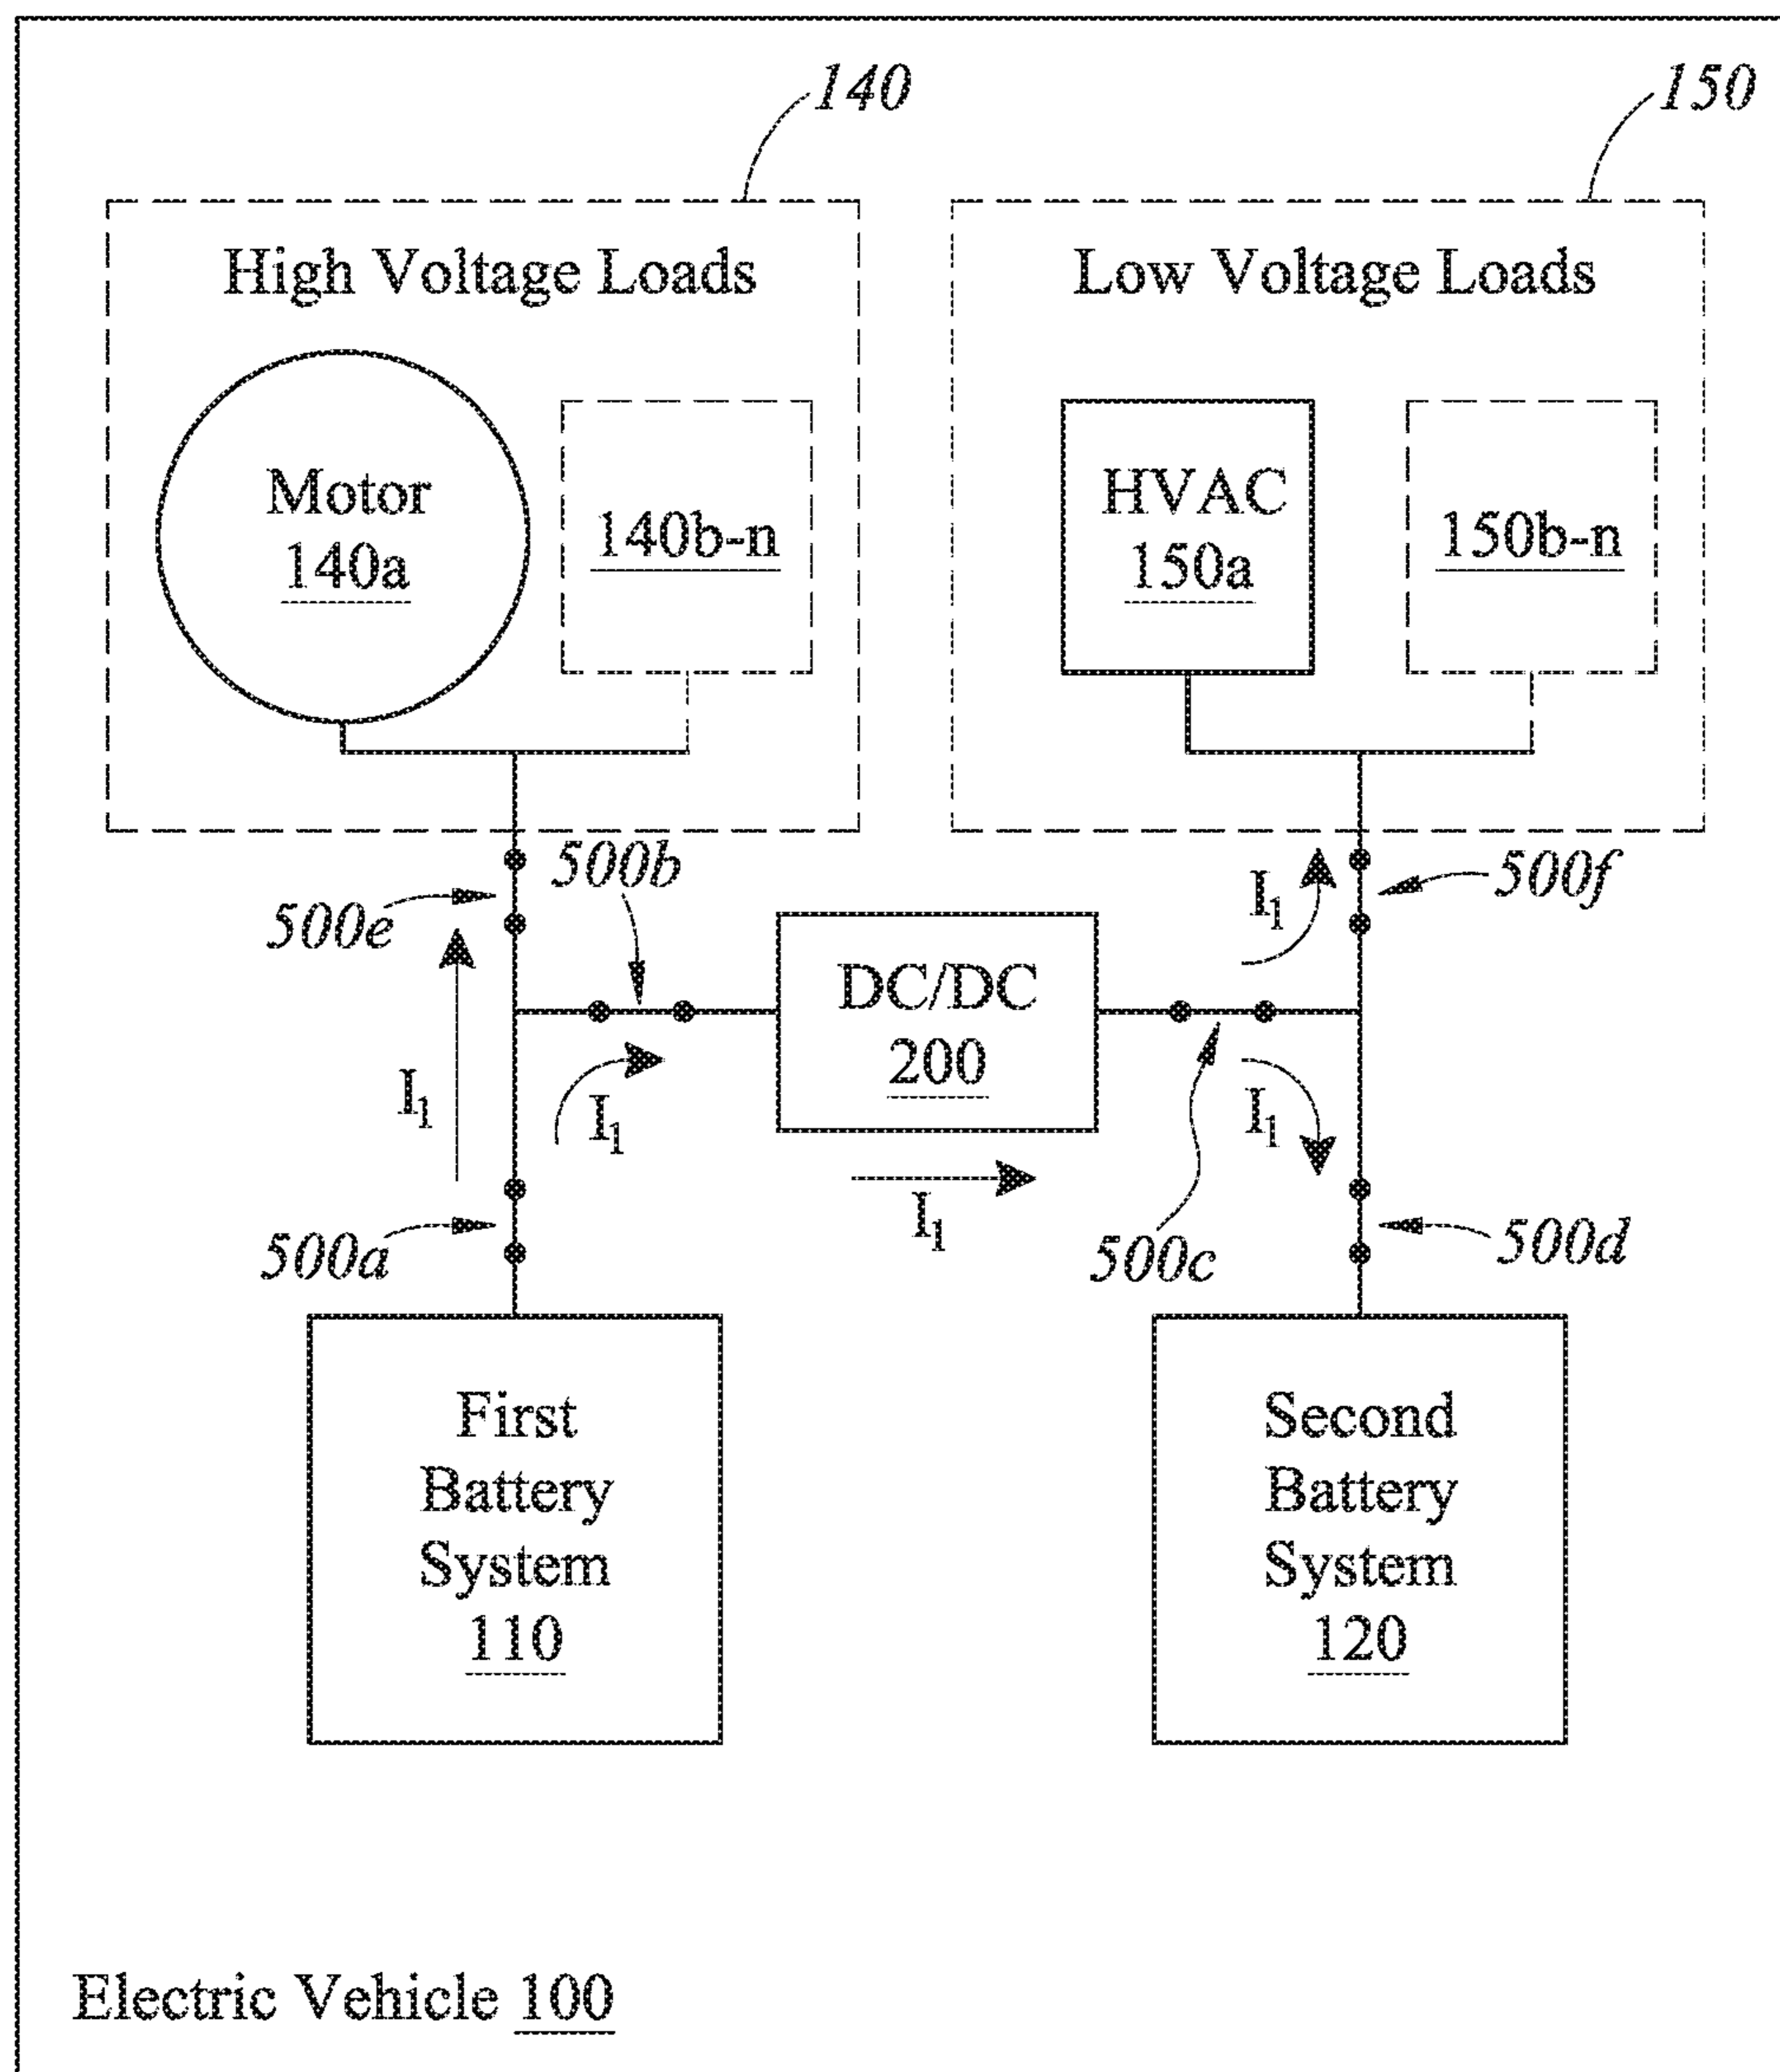 140
150
High Voltage Loads
Low Voltage Loads
Motor
140a
140b-n
HVAC
150a
150b-n
500e
500b
I1
500f
DC/DC
200
I1
I1
I1
I1
500a
500c
500d
First
Battery
System
110
Second
Battery
System
120
Electric Vehicle 100